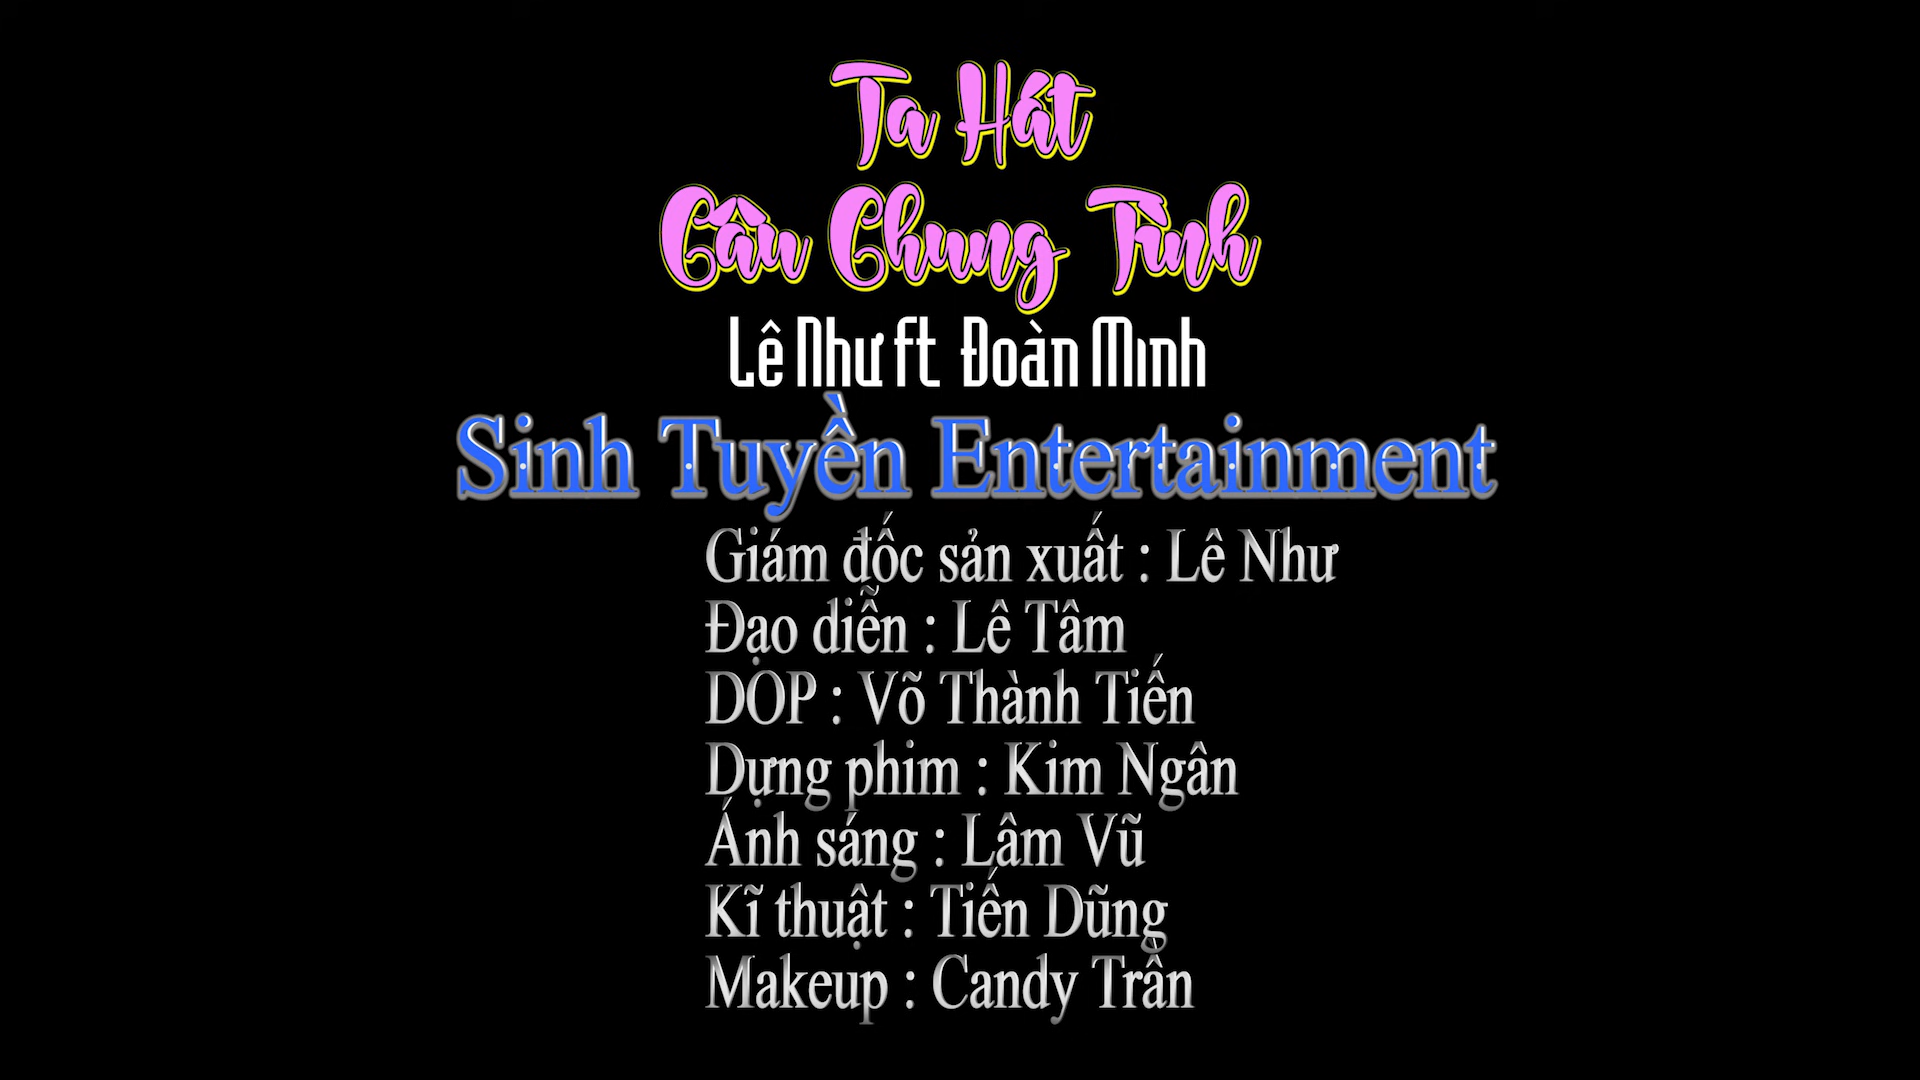 Ta Hát
Câu Chung Tình
Lê Như ft Đoàn Minh
Sinh Tuyền Entertainment
Giám đốc sản xuất : Lê Như
Đạo diễn : Lê Tâm
DOP : Võ Thành Tiến
Dựng phim : Kim Ngân
Ánh sáng : Lâm Vũ
Kĩ thuật : Tiến Dũng
Makeup : Candy Trần